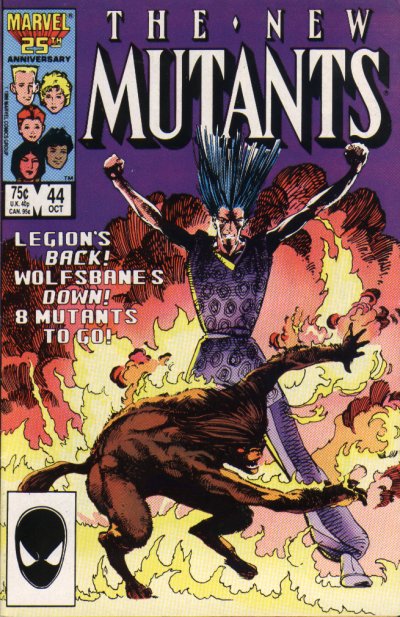 MARVEL
25TH
ANNIVERSARY
THE • NEW
MUTANTS
TM
75¢
U.K. 40p
CAN. 95¢
44
OCT
LEGION'S
BACK!
WOLFSBANE'S
DOWN!
8 MUTANTS
TO GO!